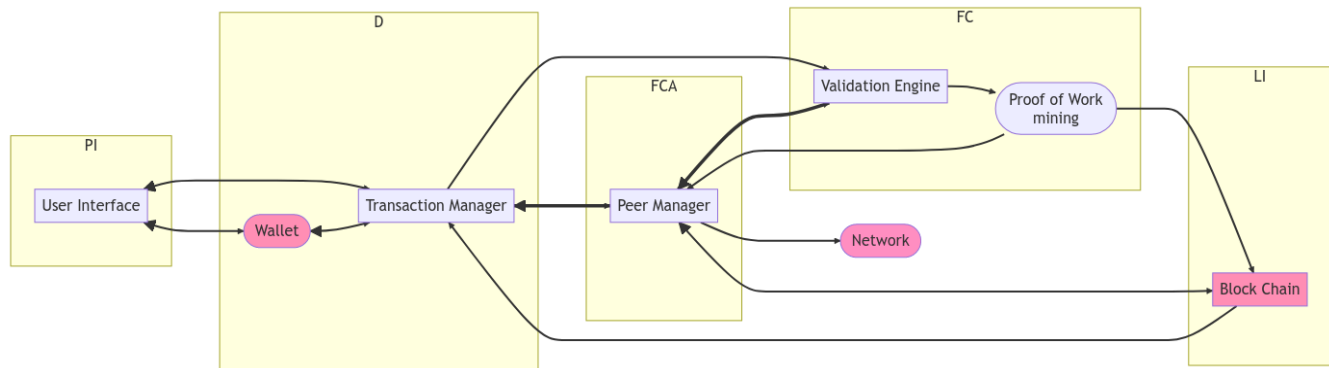 D
FC
Validation Engine
Proof of Work
mining
FCA
LI
PI
User Interface
Transaction Manager
Peer Manager
Wallet
Network
Block Chain